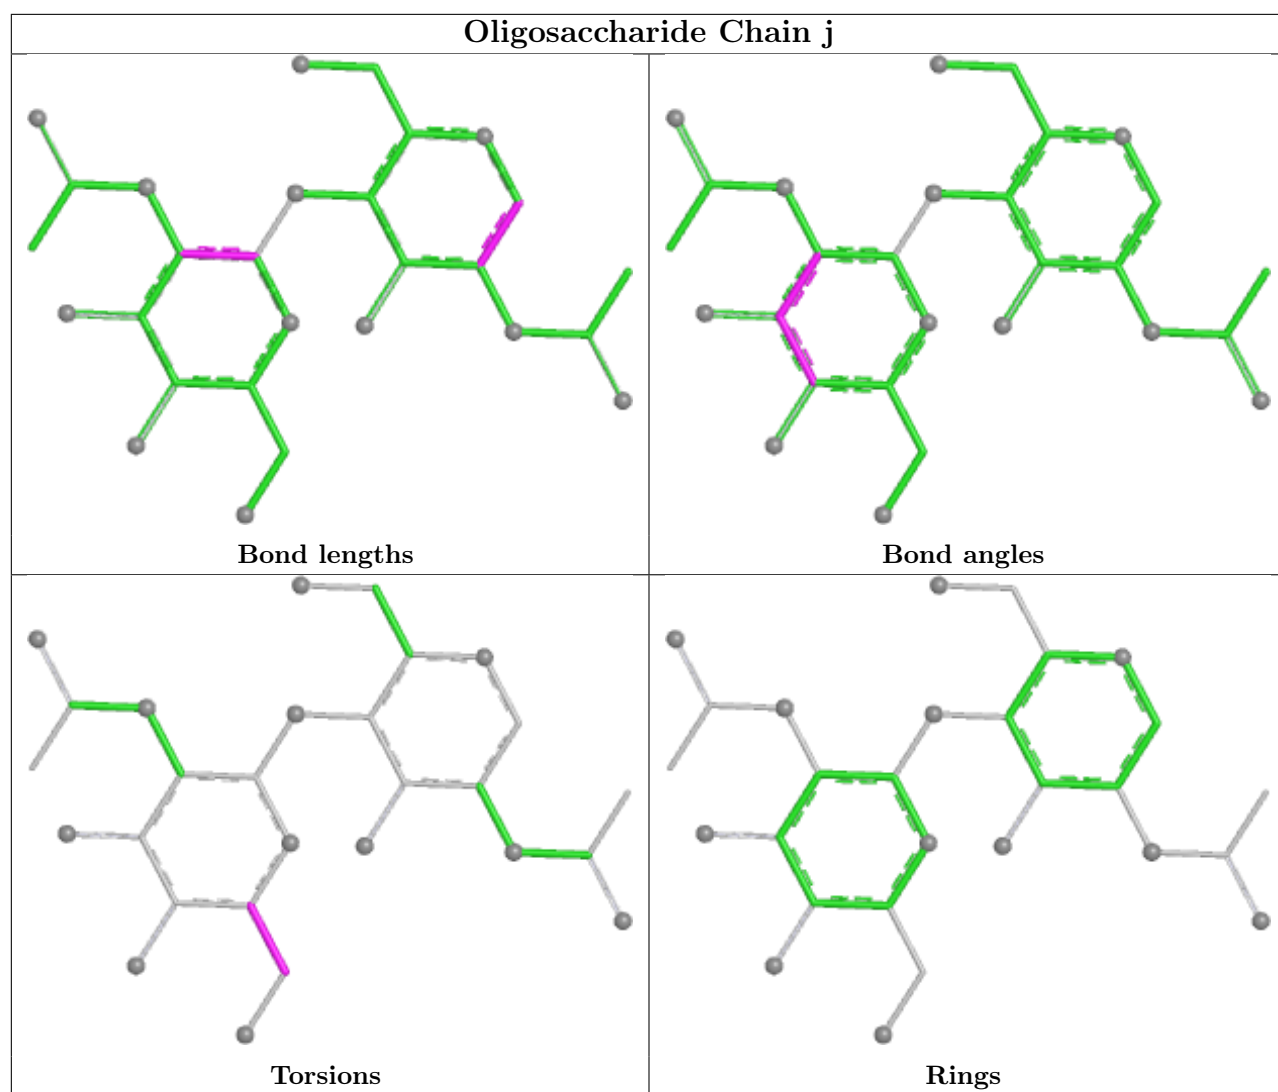 Oligosaccharide Chain j
Bond lengths
Bond angles
Torsions
Rings